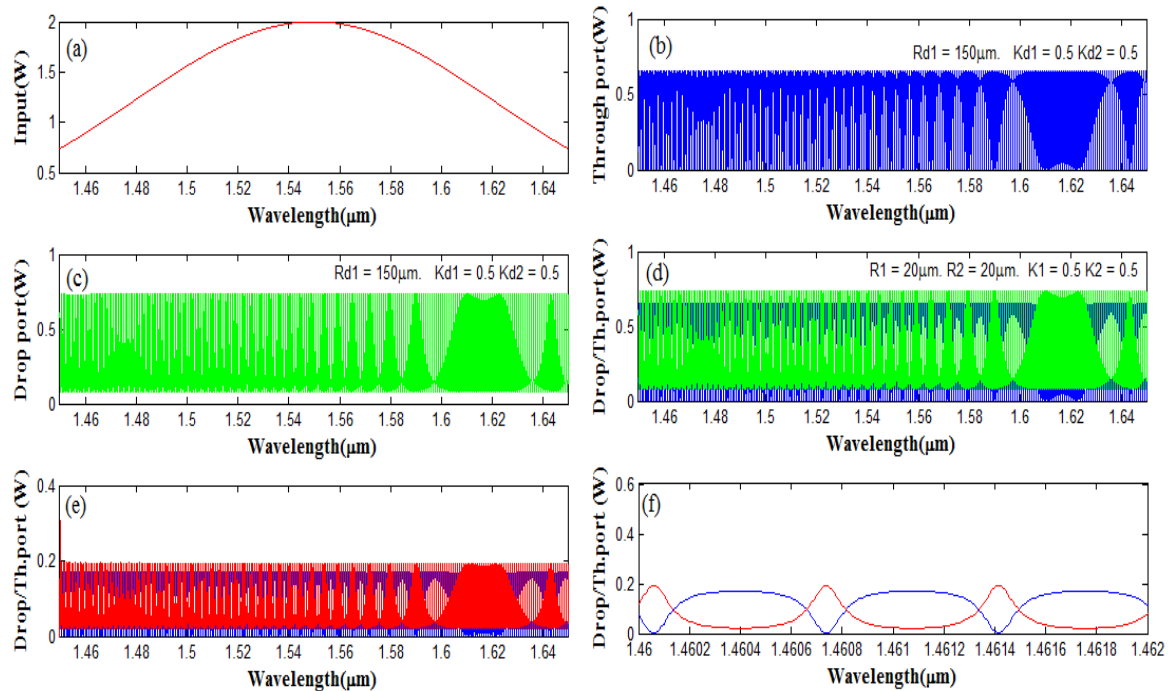 (a)
Input(W)
2
1.5
1
0.5
1.46 1.48 1.5 1.52 1.54 1.56 1.58 1.6 1.62 1.64
Wavelength(μm)
(b)
Rd1 = 150μm. Kd1 = 0.5 Kd2 = 0.5
Through port(W)
1
0.5
0
1.46 1.48 1.5 1.52 1.54 1.56 1.58 1.6 1.62 1.64
Wavelength(μm)
(c)
Rd1 = 150μm. Kd1 = 0.5 Kd2 = 0.5
Drop port(W)
1
0.5
0
1.46 1.48 1.5 1.52 1.54 1.56 1.58 1.6 1.62 1.64
Wavelength(μm)
(d)
R1 = 20μm. R2 = 20μm. K1 = 0.5 K2 = 0.5
Drop/Th.port(W)
1
0.5
0
1.46 1.48 1.5 1.52 1.54 1.56 1.58 1.6 1.62 1.64
Wavelength(μm)
(e)
Drop/Th.port (W)
0.4
0.2
0
1.46 1.48 1.5 1.52 1.54 1.56 1.58 1.6 1.62 1.64
Wavelength(μm)
(f)
Drop/Th.port (W)
0.6
0.4
0.2
0
1.46 1.4602 1.4604 1.4606 1.4608 1.461 1.4612 1.4614 1.4616 1.4618 1.462
Wavelength(μm)